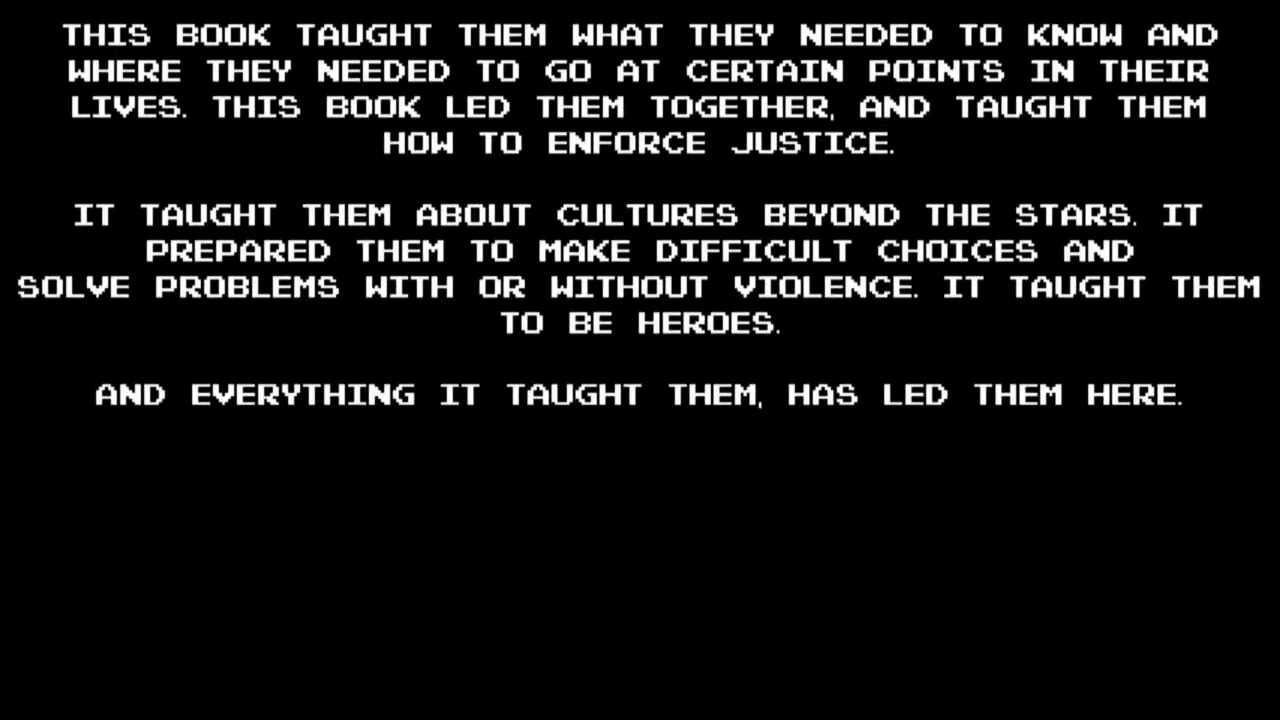 THIS BOOK TAUGHT THEM WHAT THEY NEEDED TO KNOW AND
WHERE THEY NEEDED TO GO AT CERTAIN POINTS IN THEIR
LIVES. THIS BOOK LED THEM TOGETHER, AND TAUGHT THEM
HOW TO ENFORCE JUSTICE.
IT TAUGHT THEM ABOUT CULTURES BEYOND THE STARS. IT
PREPARED THEM TO MAKE DIFFICULT CHOICES AND
SOLVE PROBLEMS WITH OR WITHOUT VIOLENCE. IT TAUGHT THEM
TO BE HEROES.
AND EVERYTHING IT TAUGHT THEM, HAS LED THEM HERE.